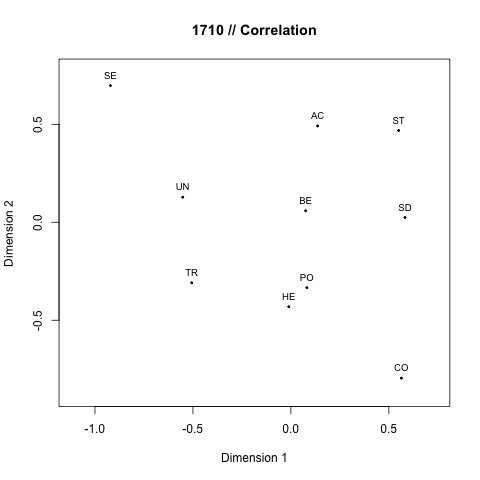 1710 // Correlation
SE
AC
ST
UN
BE
SD
TR
PO
HE
CO
0.5
0.0
-0.5
Dimension 2
-1.0 -0.5 0.0 0.5
Dimension 1